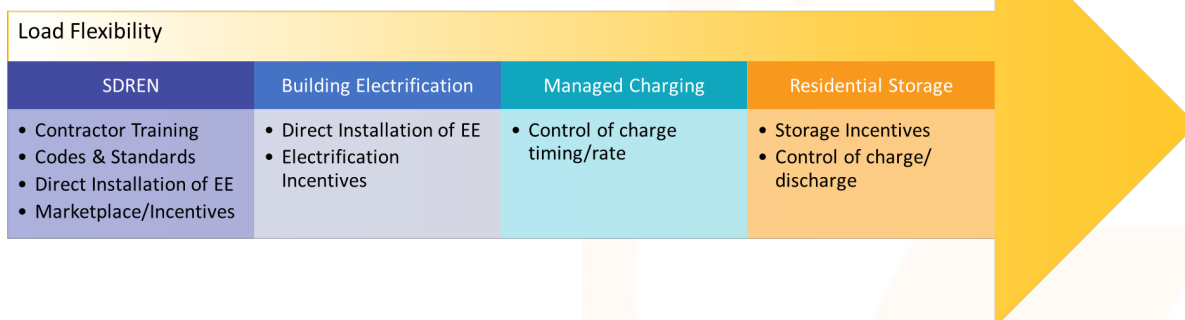 Load Flexibility
SDREN
Building Electrification
Managed Charging
Residential Storage
• Contractor Training
• Codes & Standards
• Direct Installation of EE
• Marketplace/Incentives
• Direct Installation of EE
• Electrification
Incentives
• Control of charge
timing/rate
• Storage Incentives
• Control of charge/
discharge